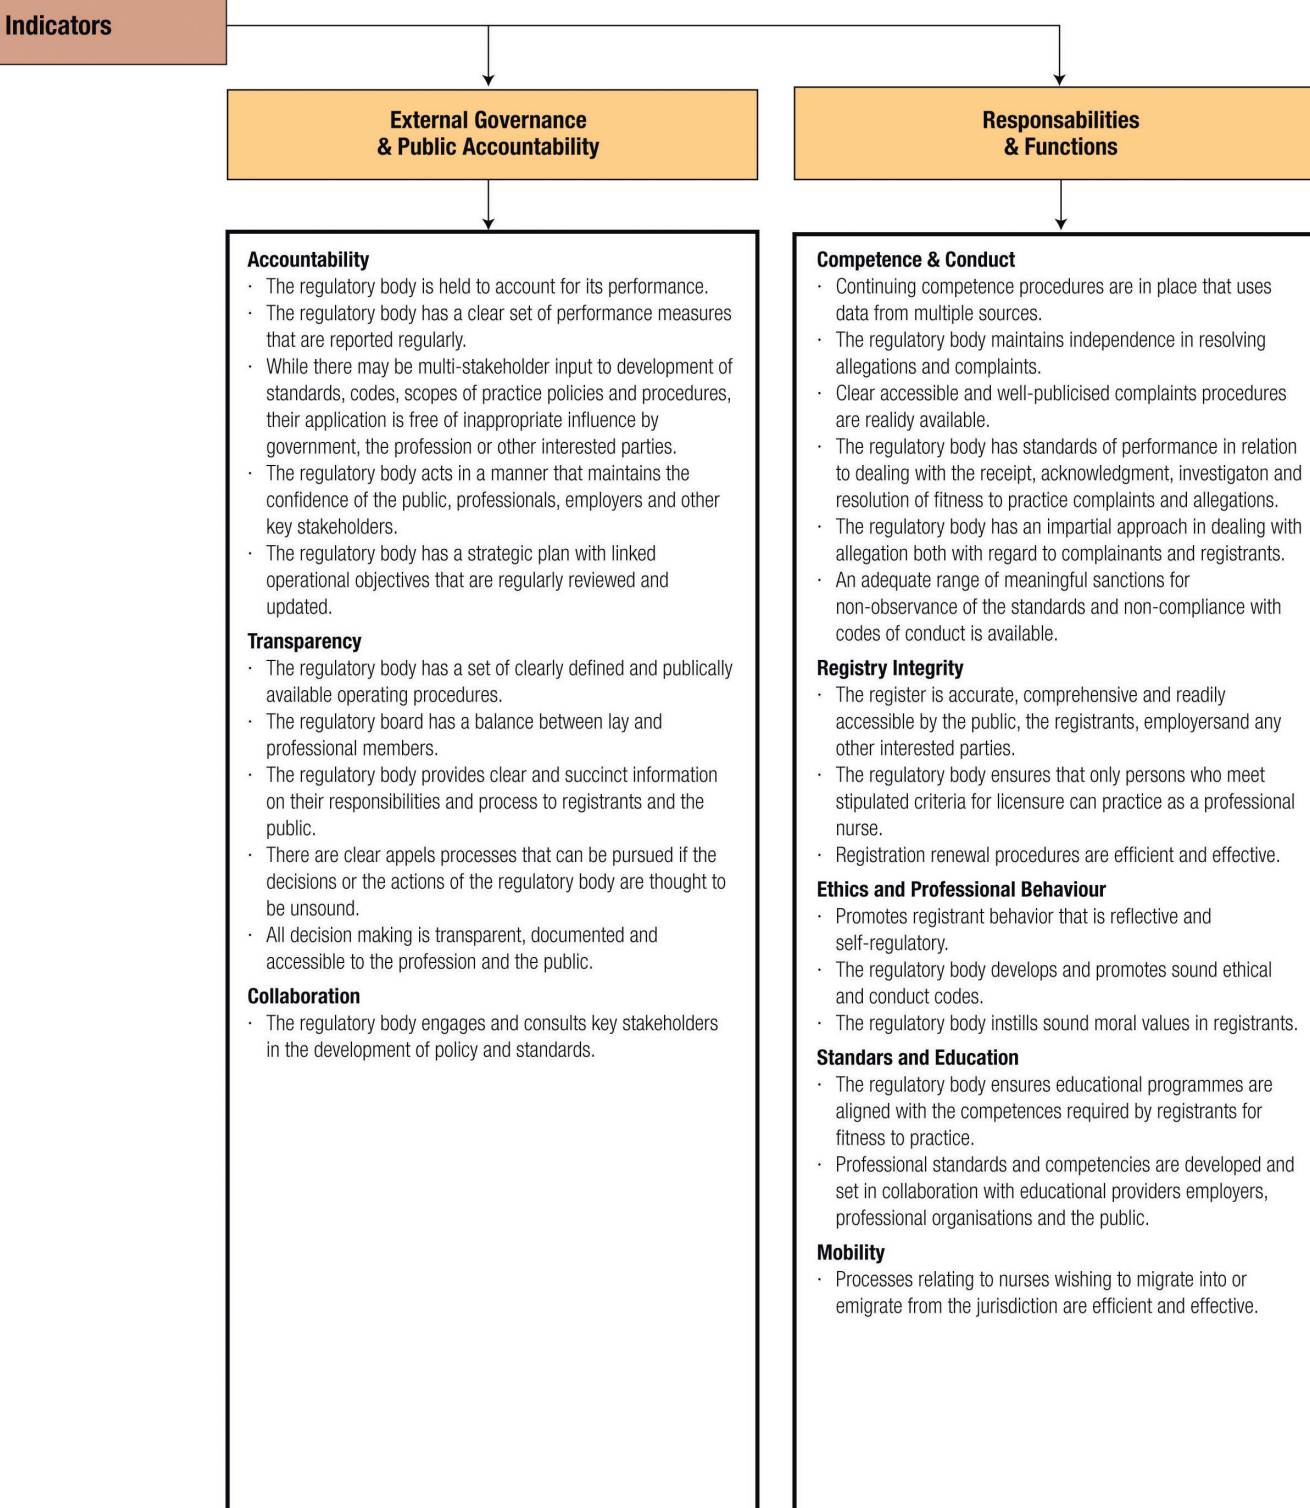 Indicators
External Governance
& Public Accountability
Accountability
· The regulatory body is held to account for its performance.
· The regulatory body has a clear set of performance measures
that are reported regularly.
· While there may be multi-stakeholder input to development of
standards, codes, scopes of practice policies and procedures,
their application is free of inappropriate influence by
government, the profession or other interested parties.
· The regulatory body acts in a manner that maintains the
confidence of the public, professionals, employers and other
key stakeholders.
· The regulatory body has a strategic plan with linked
operational objectives that are regularly reviewed and
updated.
Transparency
· The regulatory body has a set of clearly defined and publically
available operating procedures.
· The regulatory board has a balance between lay and
professional members.
· The regulatory body provides clear and succinct information
on their responsibilities and process to registrants and the
public.
· There are clear appels processes that can be pursued if the
decisions or the actions of the regulatory body are thought to
be unsound.
· All decision making is transparent, documented and
accessible to the profession and the public.
Collaboration
· The regulatory body engages and consults key stakeholders
in the development of policy and standards.
Responsabilities
& Functions
Competence & Conduct
· Continuing competence procedures are in place that uses
data from multiple sources.
· The regulatory body maintains independence in resolving
allegations and complaints.
· Clear accessible and well-publicised complaints procedures
are realidy available.
· The regulatory body has standards of performance in relation
to dealing with the receipt, acknowledgment, investigaton and
resolution of fitness to practice complaints and allegations.
· The regulatory body has an impartial approach in dealing with
allegation both with regard to complainants and registrants.
· An adequate range of meaningful sanctions for
non-observance of the standards and non-compliance with
codes of conduct is available.
Registry Integrity
· The register is accurate, comprehensive and readily
accessible by the public, the registrants, employersand any
other interested parties.
· The regulatory body ensures that only persons who meet
stipulated criteria for licensure can practice as a professional
nurse.
· Registration renewal procedures are efficient and effective.
Ethics and Professional Behaviour
· Promotes registrant behavior that is reflective and
self-regulatory.
· The regulatory body develops and promotes sound ethical
and conduct codes.
· The regulatory body instills sound moral values in registrants.
Standars and Education
· The regulatory body ensures educational programmes are
aligned with the competences required by registrants for
fitness to practice.
· Professional standards and competencies are developed and
set in collaboration with educational providers employers,
professional organisations and the public.
Mobility
· Processes relating to nurses wishing to migrate into or
emigrate from the jurisdiction are efficient and effective.